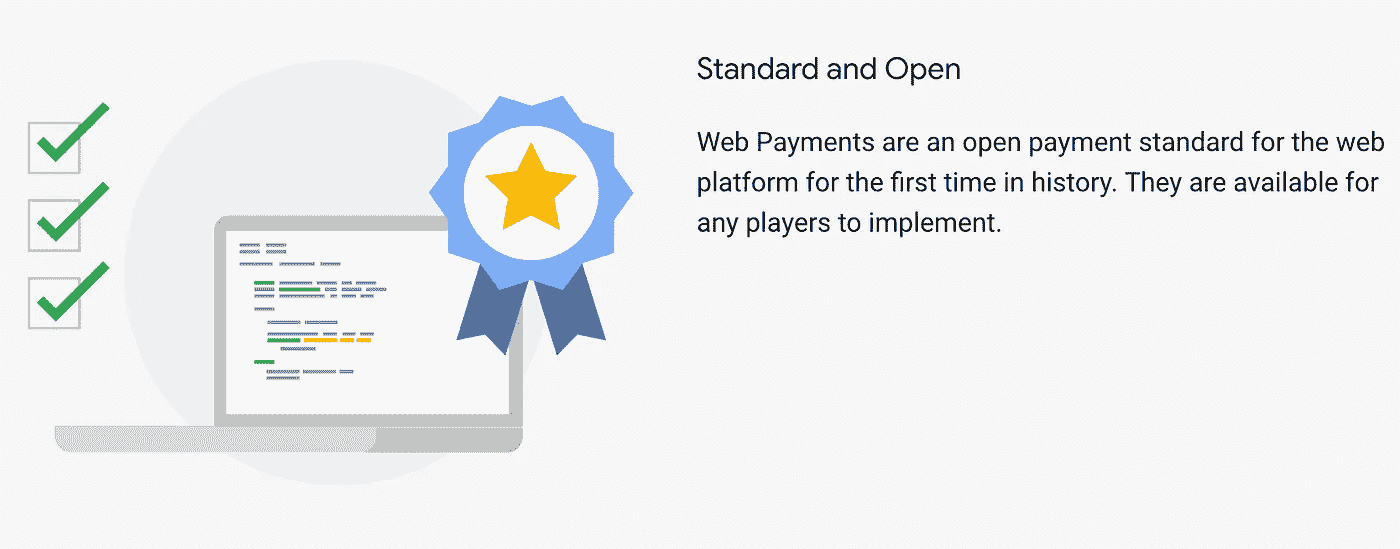 Standard and Open
Web Payments are an open payment standard for the web
platform for the first time in history. They are available for
any players to implement.